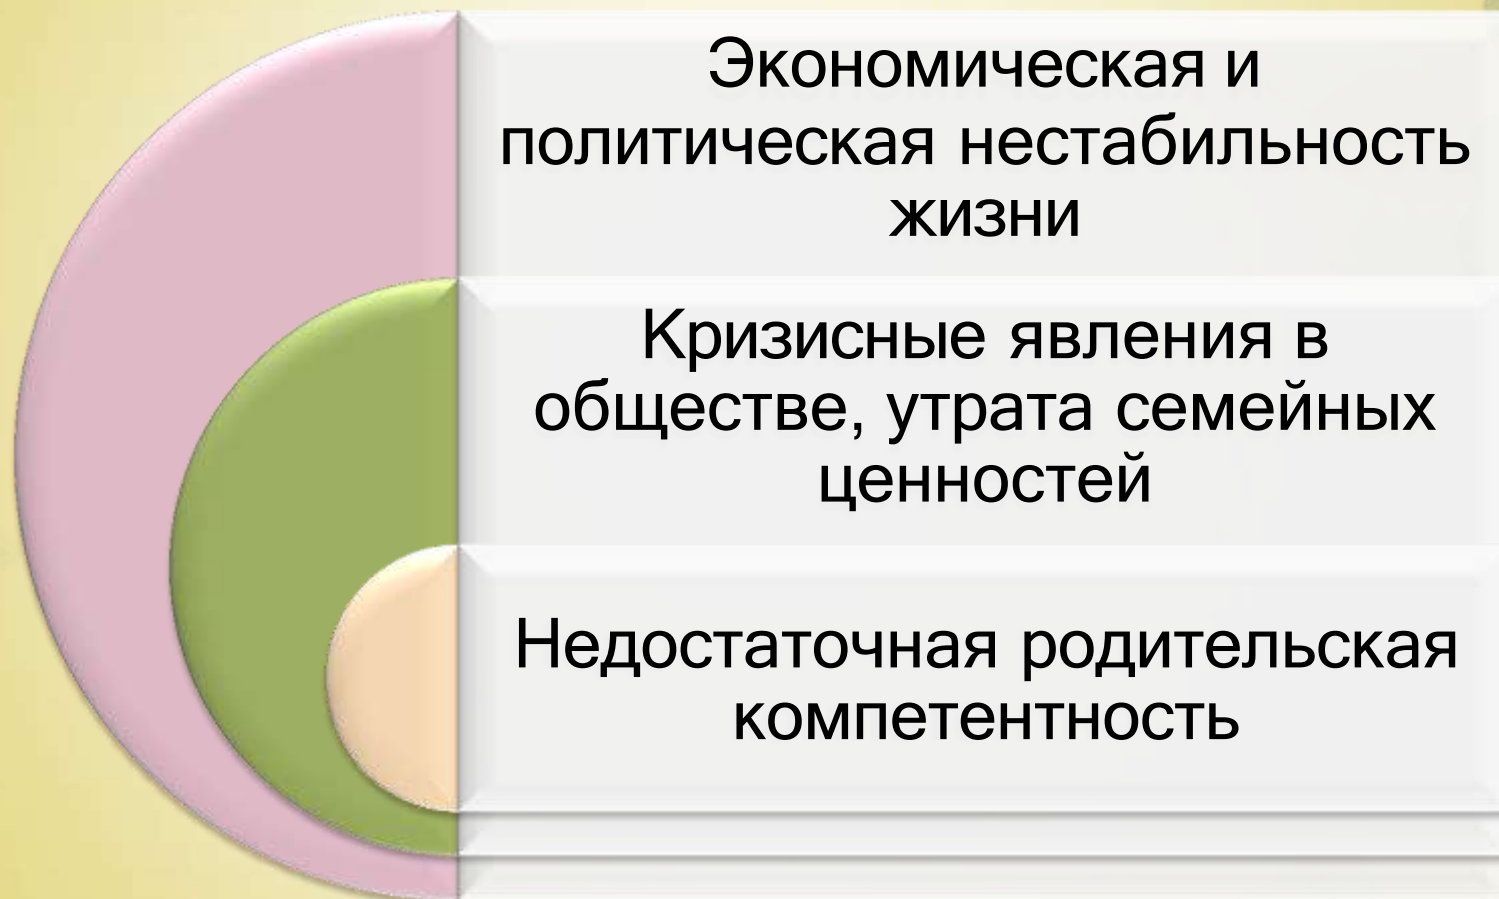 Экономическая и
политическая нестабильность
жизни
Кризисные явления в
обществе, утрата семейных
ценностей
Недостаточная родительская
компетентность